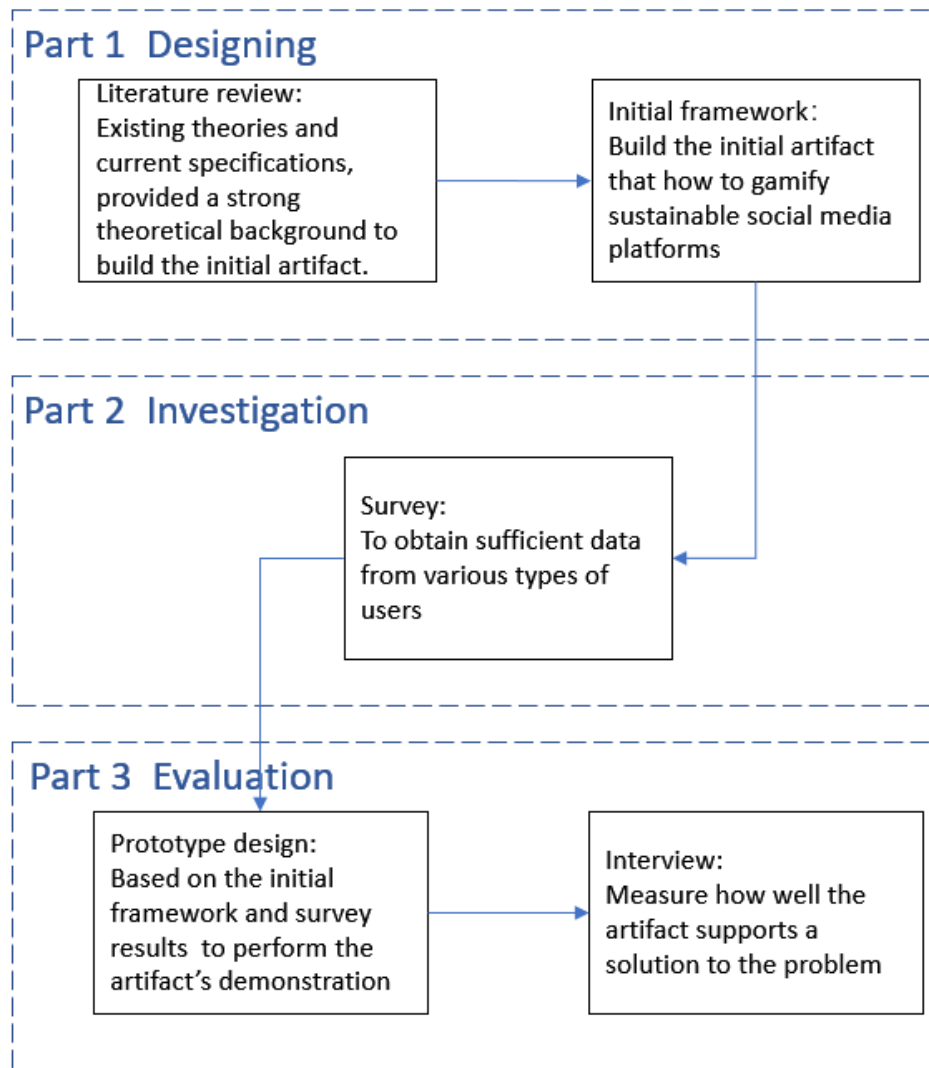 Part 1  Designing
Literature review:
Existing theories and
current specifications,
provided a strong
theoretical background to
build the initial artifact.
Initial framework：
Build the initial artifact
that how to gamify
sustainable social media
platforms
Part 2  Investigation
Survey:
To obtain sufficient data
from various types of
users
Part 3  Evaluation
Prototype design:
Based on the initial
framework and survey
results  to perform the
artifact’s demonstration
Interview:
Measure how well the
artifact supports a
solution to the problem